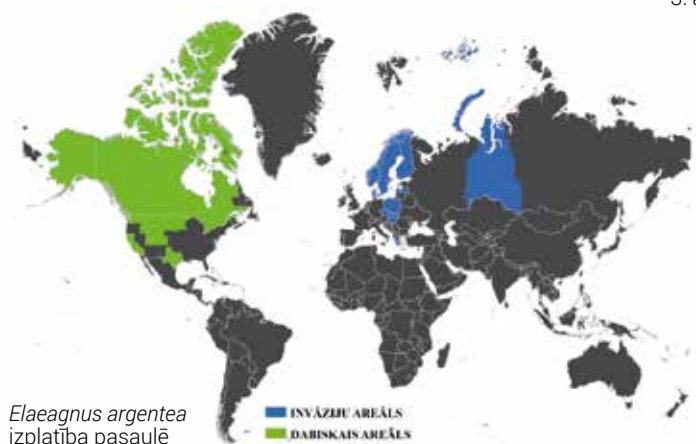 Elaeagnus argentea
izplatība pasaulē
INVĀZIJU AREĀLS
DABISKAIS AREĀLS